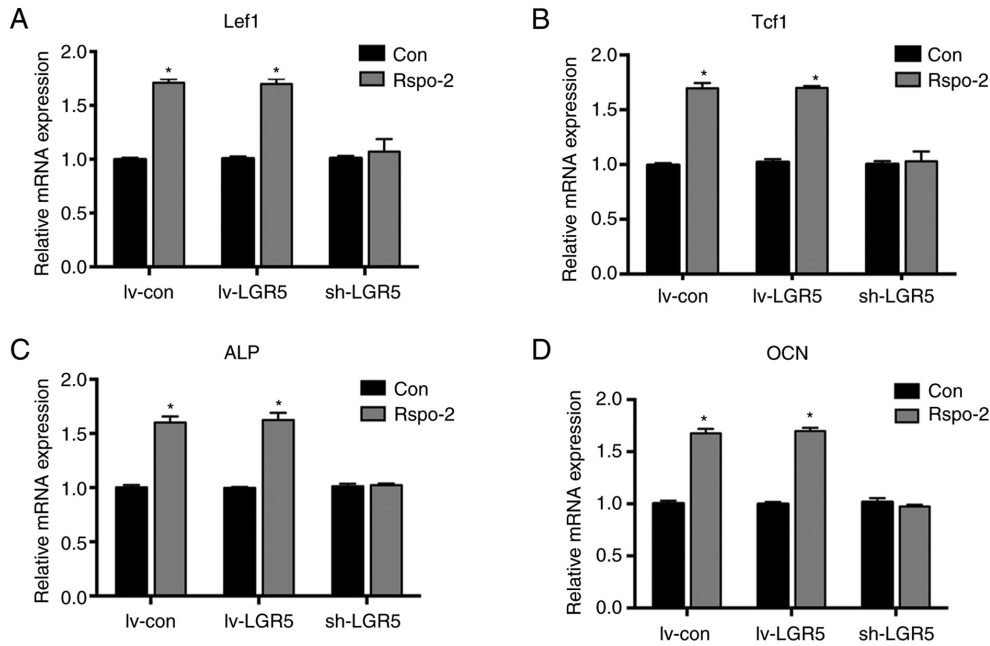 A
Lef1
Relative mRNA expression
2.0
1.5
1.0
0.5
0.0
*
*
Con
Rspo-2
lv-con
lv-LGR5
sh-LGR5
B
Tcf1
Relative mRNA expression
2.0
1.5
1.0
0.5
0.0
*
*
Con
Rspo-2
lv-con
lv-LGR5
sh-LGR5
C
ALP
Relative mRNA expression
2.0
1.5
1.0
0.5
0.0
*
*
Con
Rspo-2
lv-con
lv-LGR5
sh-LGR5
D
OCN
Relative mRNA expression
2.0
1.5
1.0
0.5
0.0
*
*
Con
Rspo-2
lv-con
lv-LGR5
sh-LGR5